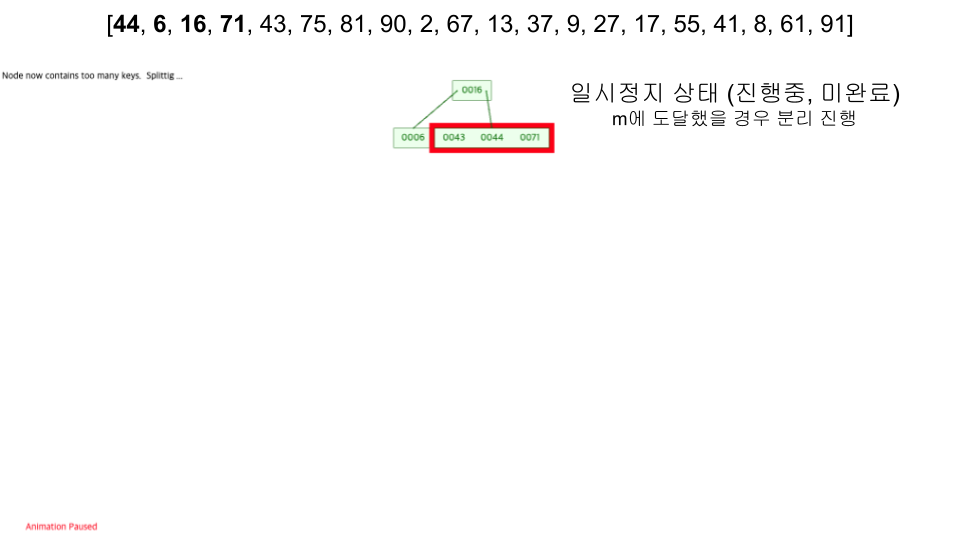 [44, 6, 16, 71, 43, 75, 81, 90, 2, 67, 13, 37, 9, 27, 17, 55, 41, 8, 61, 91]
Node now contains too many keys. Splittig ...
0016
일시정지 상태 (진행중, 미완료)
m에 도달했을 경우 분리 진행
0006 0043 0044 0071
Animation Paused